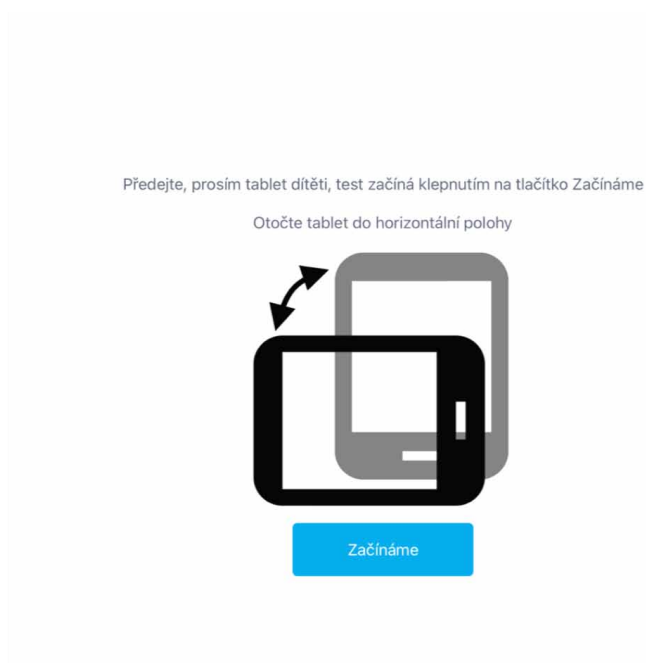 Předejte, prosím tablet dítěti, test začíná klepnutím na tlačítko Začínáme
Otočte tablet do horizontální polohy
Začínáme